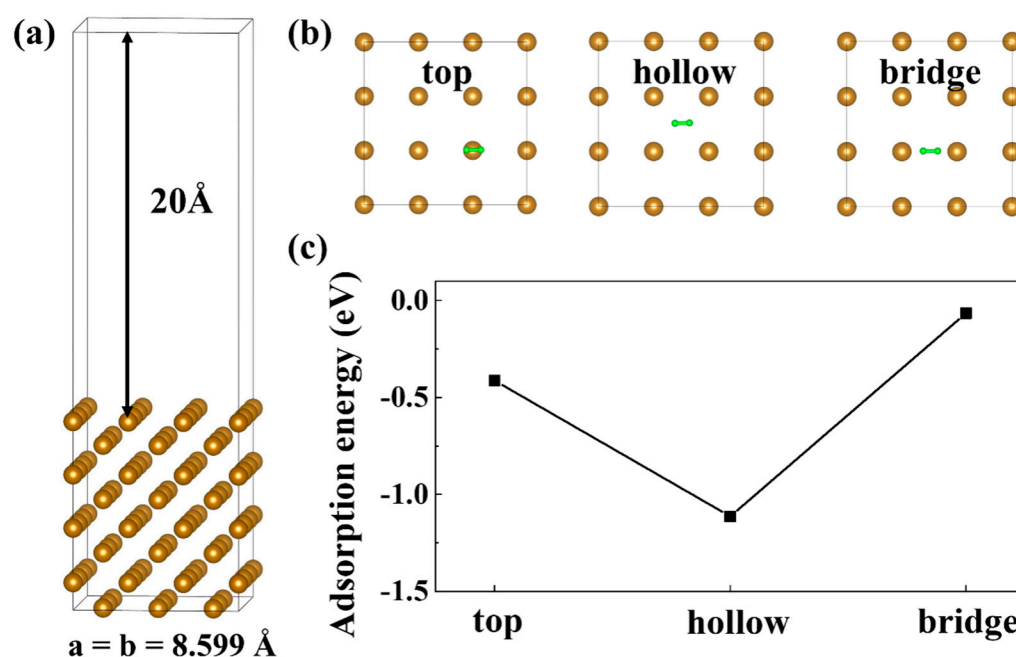 (a)
20Å
a = b = 8.599 Å
(b)
top
hollow
bridge
(c)
Adsorption energy (eV)
0.0
-0.5
-1.0
-1.5
top
hollow
bridge